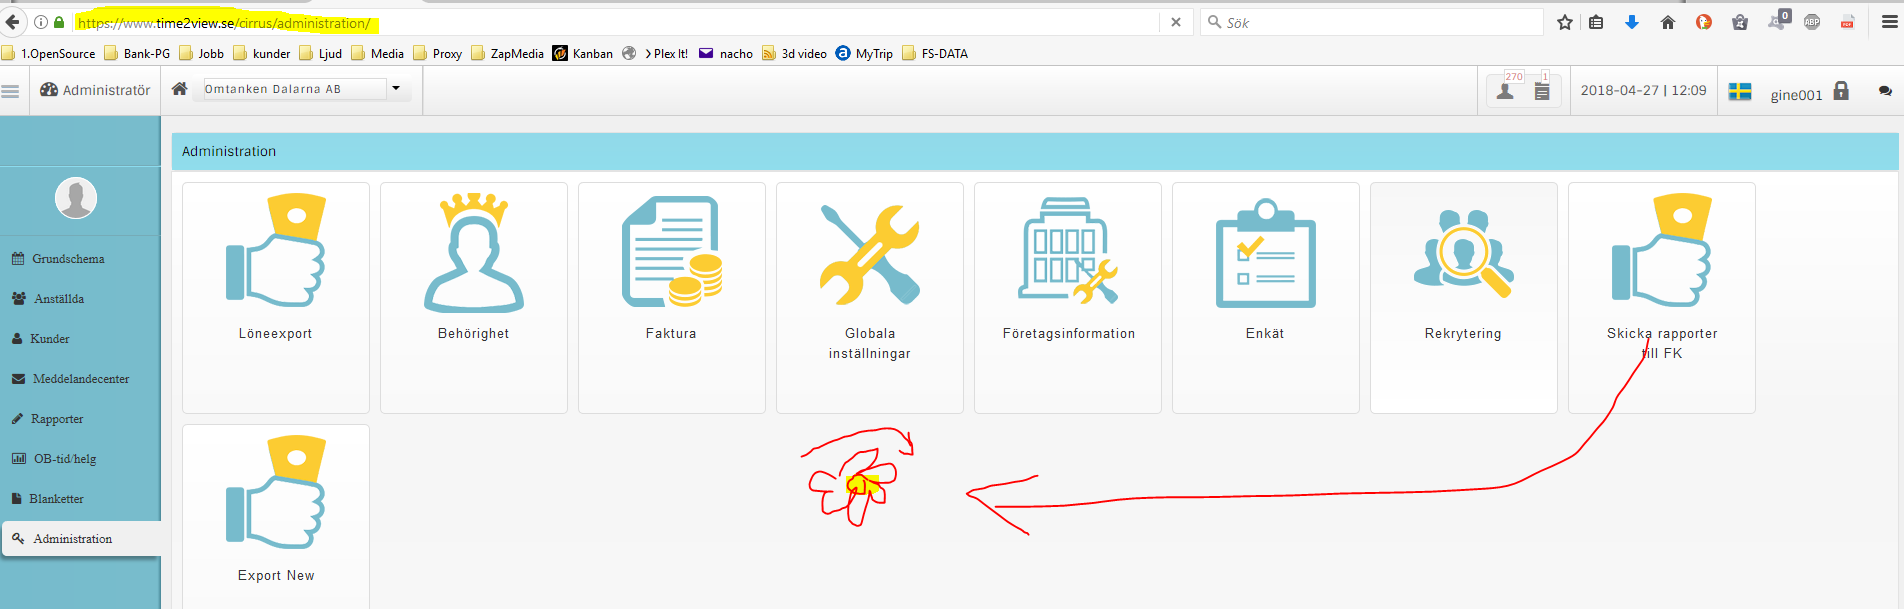 https://www.time2view.se/cirrus/administration/
Sök
0
ABP
PDF
1.OpenSource Bank-PG Jobb kunder Ljud Media Proxy ZapMedia Kanban Plex It! nacho 3d video MyTrip FS-DATA
Administratör
Omtanken Dalarna AB
270
1
2018-04-27 | 12:09
gine001
Administration
Grundschema
Anställda
Kunder
Meddelandecenter
Rapporter
OB-tid/helg
Blanketter
Administration
Löneexport
Behörighet
Faktura
Globala
inställningar
Företagsinformation
Enkät
Rekrytering
Skicka rapporter
till FK
Export New